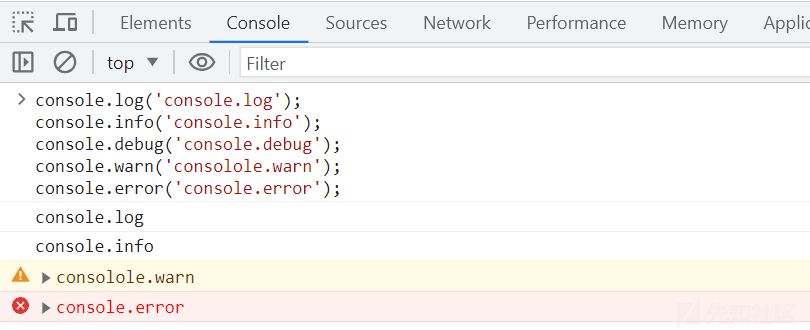 Elements Console Sources Network Performance Memory Applic
top Filter
console.log('console.log');
console.info('console.info');
console.debug('console.debug');
console.warn('consolole.warn');
console.error('console.error');
console.log
console.info
consolole.warn
console.error
先知社区